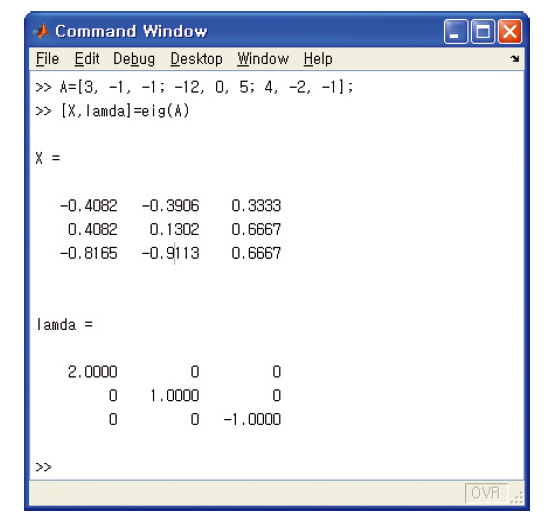 Command Window
File Edit Debug Desktop Window Help
>> A=[3, -1, -1; -12, 0, 5; 4, -2, -1];
>> [X,lamda]=eig(A)
X =
-0.4082 -0.3906 0.3333
0.4082 0.1302 0.6667
-0.8165 -0.9113 0.6667
lamda =
2.0000 0 0
0 1.0000 0
0 0 -1.0000
>>
OVR